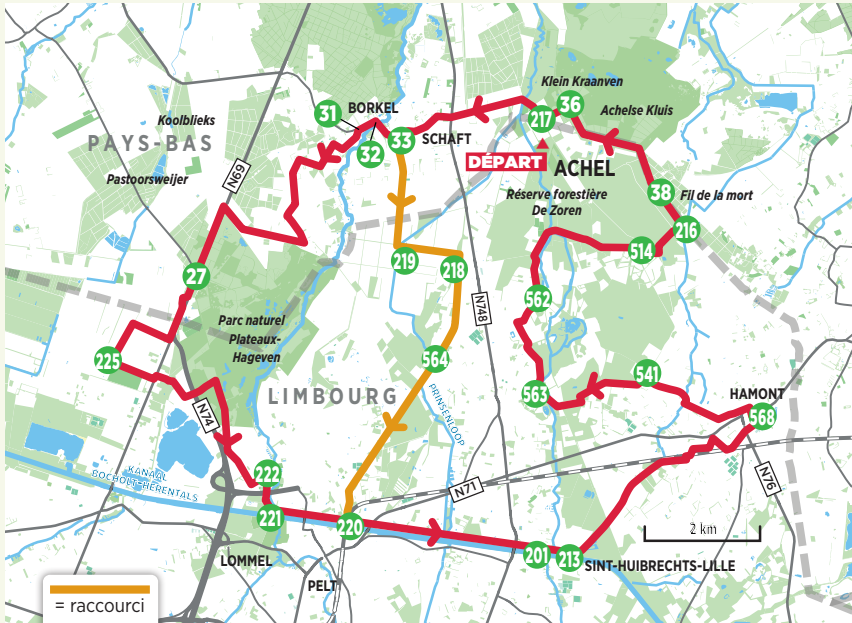 Klein Kraanven
31
BORKEL
36
Achelse Kluis
217
Koolblieks
PAYS-BAS
33
SCHAFT
32
DÉPART
ACHEL
N69
Pastoorsweijer
38
Fil de la mort
Réserve forestière
De Zoren
216
514
219
218
27
562
N748
Parc naturel
Plateaux-
Hageven
225
564
541
LIMBOURG
PRINSENLOOP
563
HAMONT
568
N74
KANAAL
BOCHOLT-HERENTALS
222
N71
N76
221
220
2 km
201
213
SINT-HUIBRECHTS-LILLE
LOMMEL
PELT
= raccourci